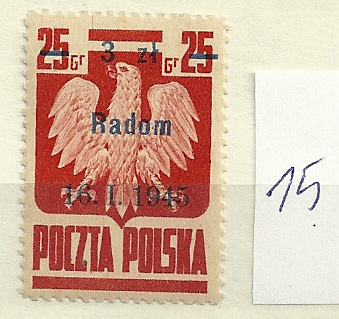 25 Gr 3 zł Gr 25
Radom
16. I. 1945
POCZTA POLSKA
15